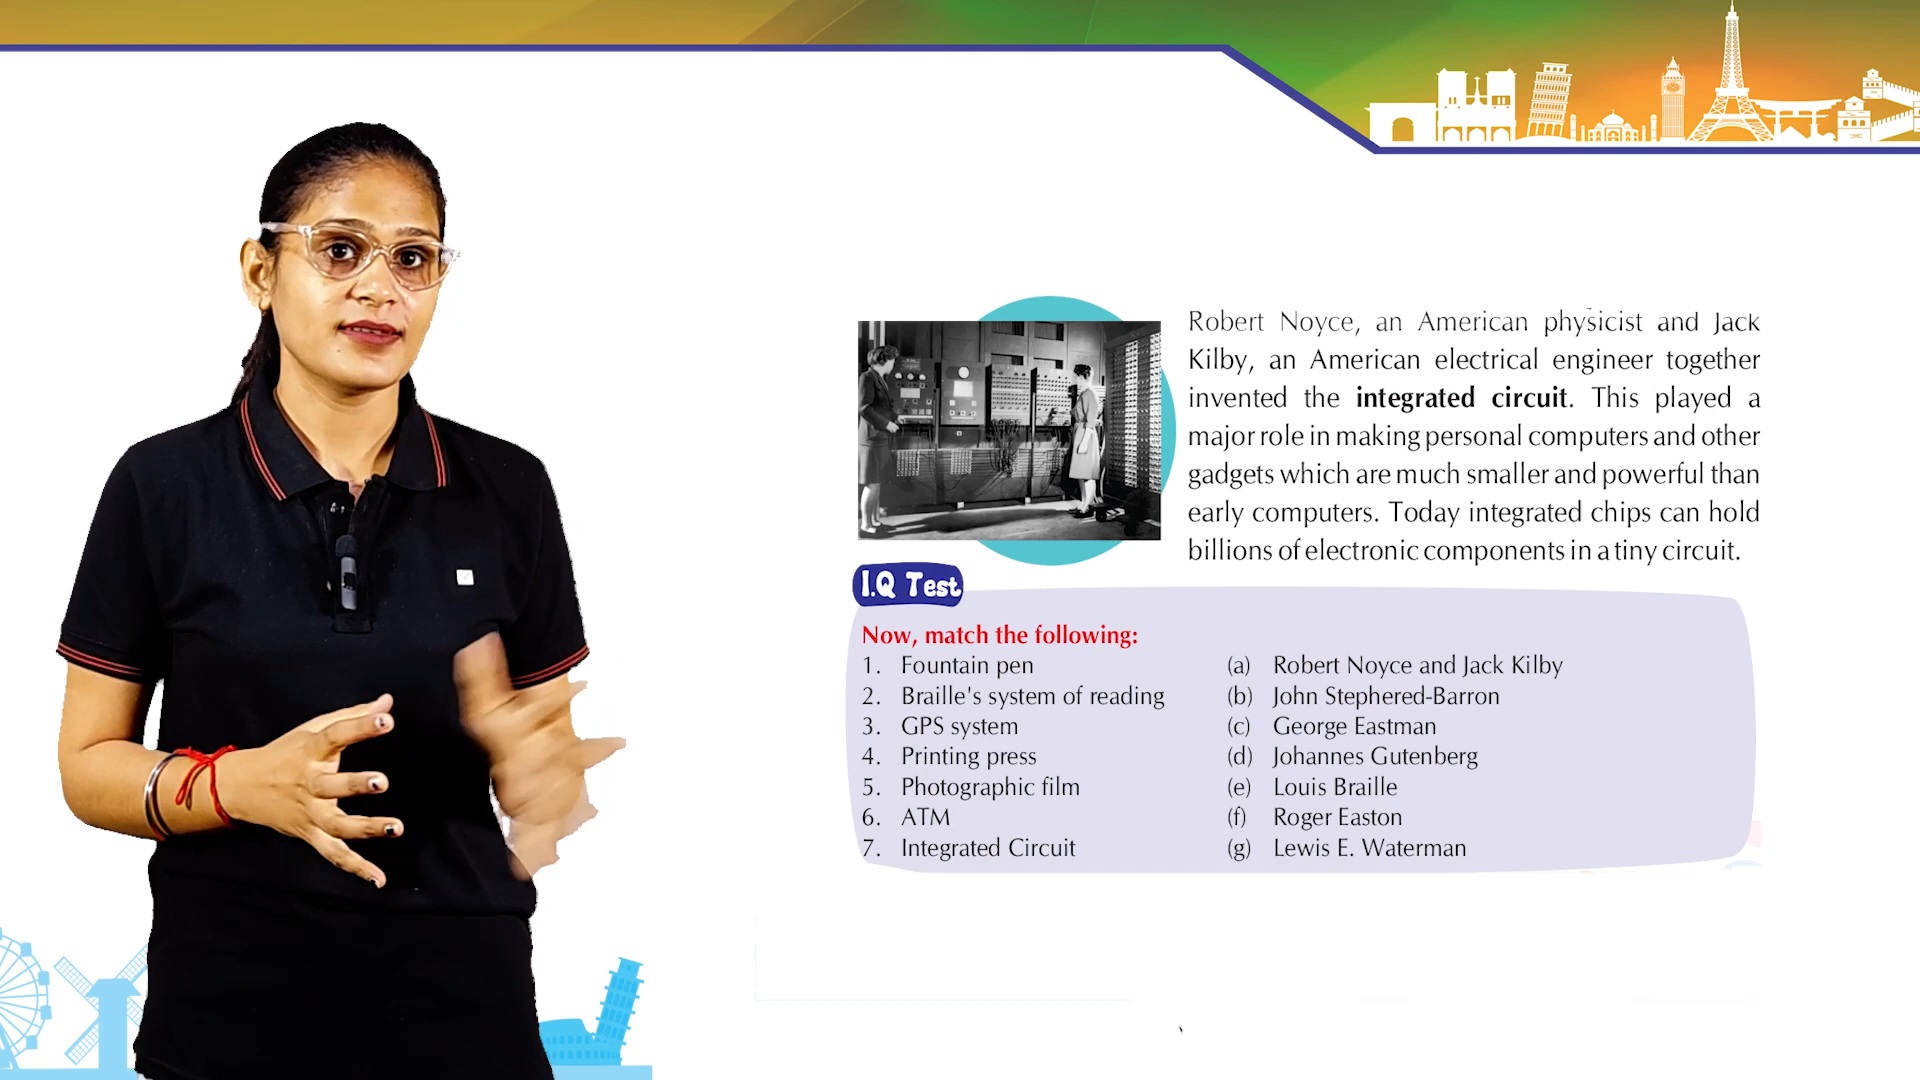 Robert Noyce, an American physicist and Jack
Kilby, an American electrical engineer together
invented the integrated circuit. This played a
major role in making personal computers and other
gadgets which are much smaller and powerful than
early computers. Today integrated chips can hold
billions of electronic components in a tiny circuit.
I.Q Test
Now, match the following:
1. Fountain pen (a) Robert Noyce and Jack Kilby
2. Braille's system of reading (b) John Stephered-Barron
3. GPS system (c) George Eastman
4. Printing press (d) Johannes Gutenberg
5. Photographic film (e) Louis Braille
6. ATM (f) Roger Easton
7. Integrated Circuit (g) Lewis E. Waterman